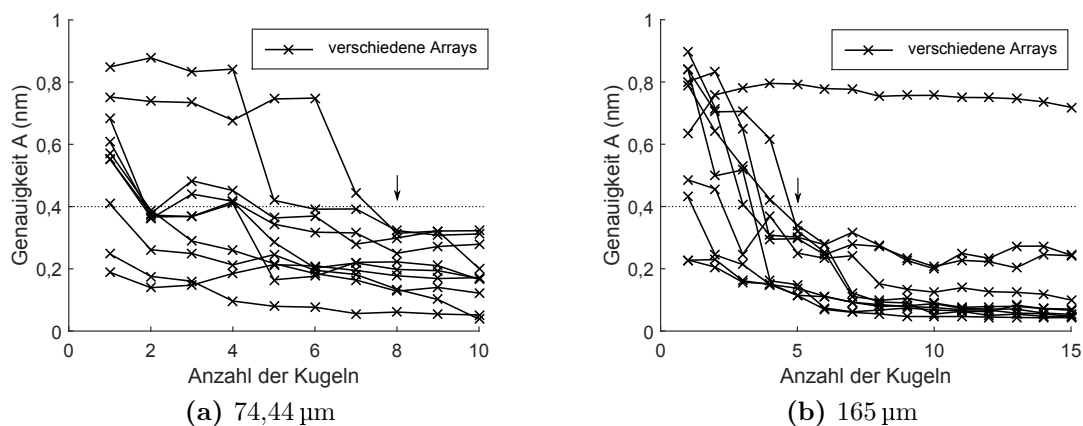 1
0,8
0,6
0,4
0,2
0
Genauigkeit A (nm)
verschiedene Arrays
0 2 4 6 8 10
Anzahl der Kugeln
(a) 74,44 µm
1
0,8
0,6
0,4
0,2
0
Genauigkeit A (nm)
verschiedene Arrays
0 5 10 15
Anzahl der Kugeln
(b) 165 µm